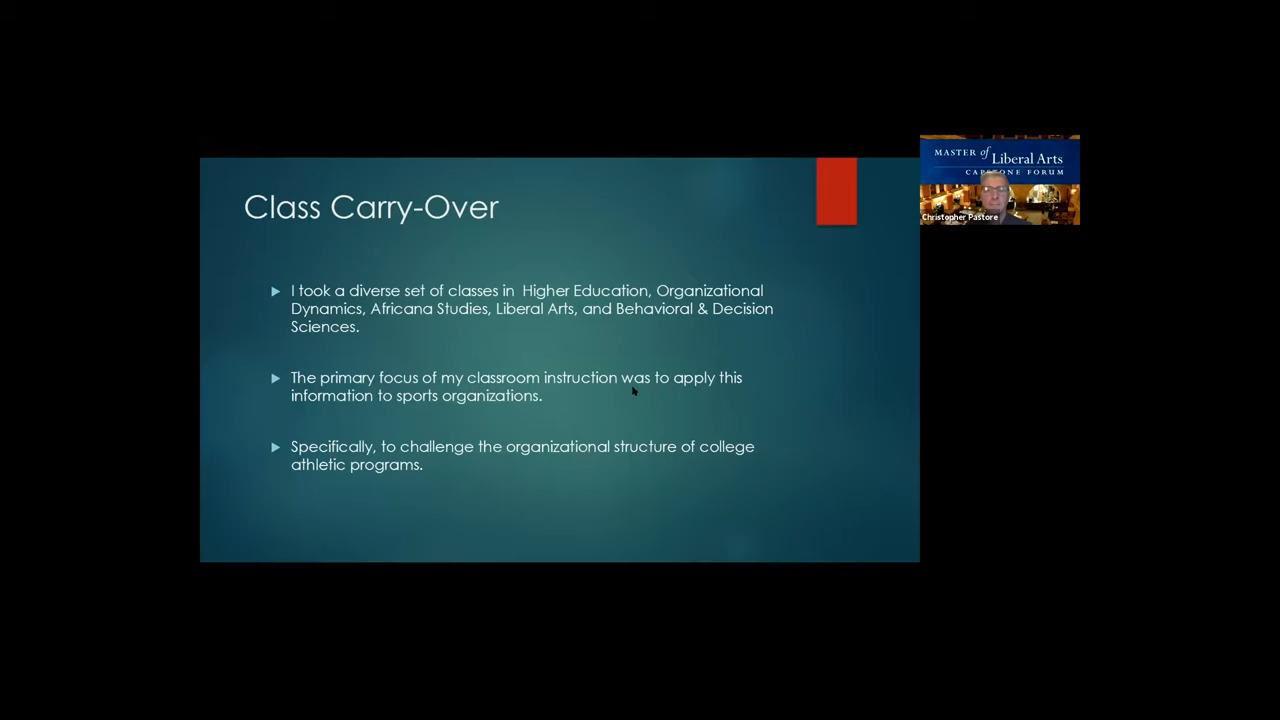 Class Carry-Over
I took a diverse set of classes in Higher Education, Organizational
Dynamics, Africana Studies, Liberal Arts, and Behavioral & Decision
Sciences.
The primary focus of my classroom instruction was to apply this
information to sports organizations.
Specifically, to challenge the organizational structure of college
athletic programs.
MASTER of Liberal Arts
CAPSTONE FORUM
Christopher Pastore